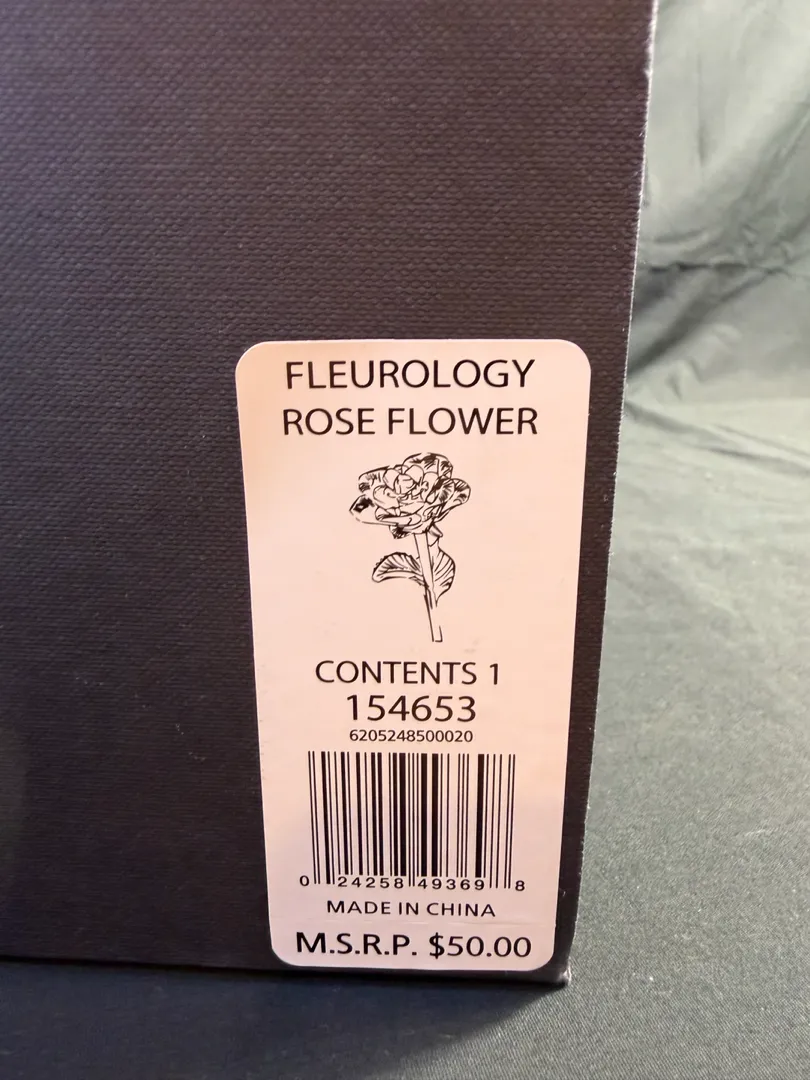 FLEUROLOGY
ROSE FLOWER
CONTENTS 1
154653
6205248500020
0 24258 49369 8
MADE IN CHINA
M.S.R.P. $50.00